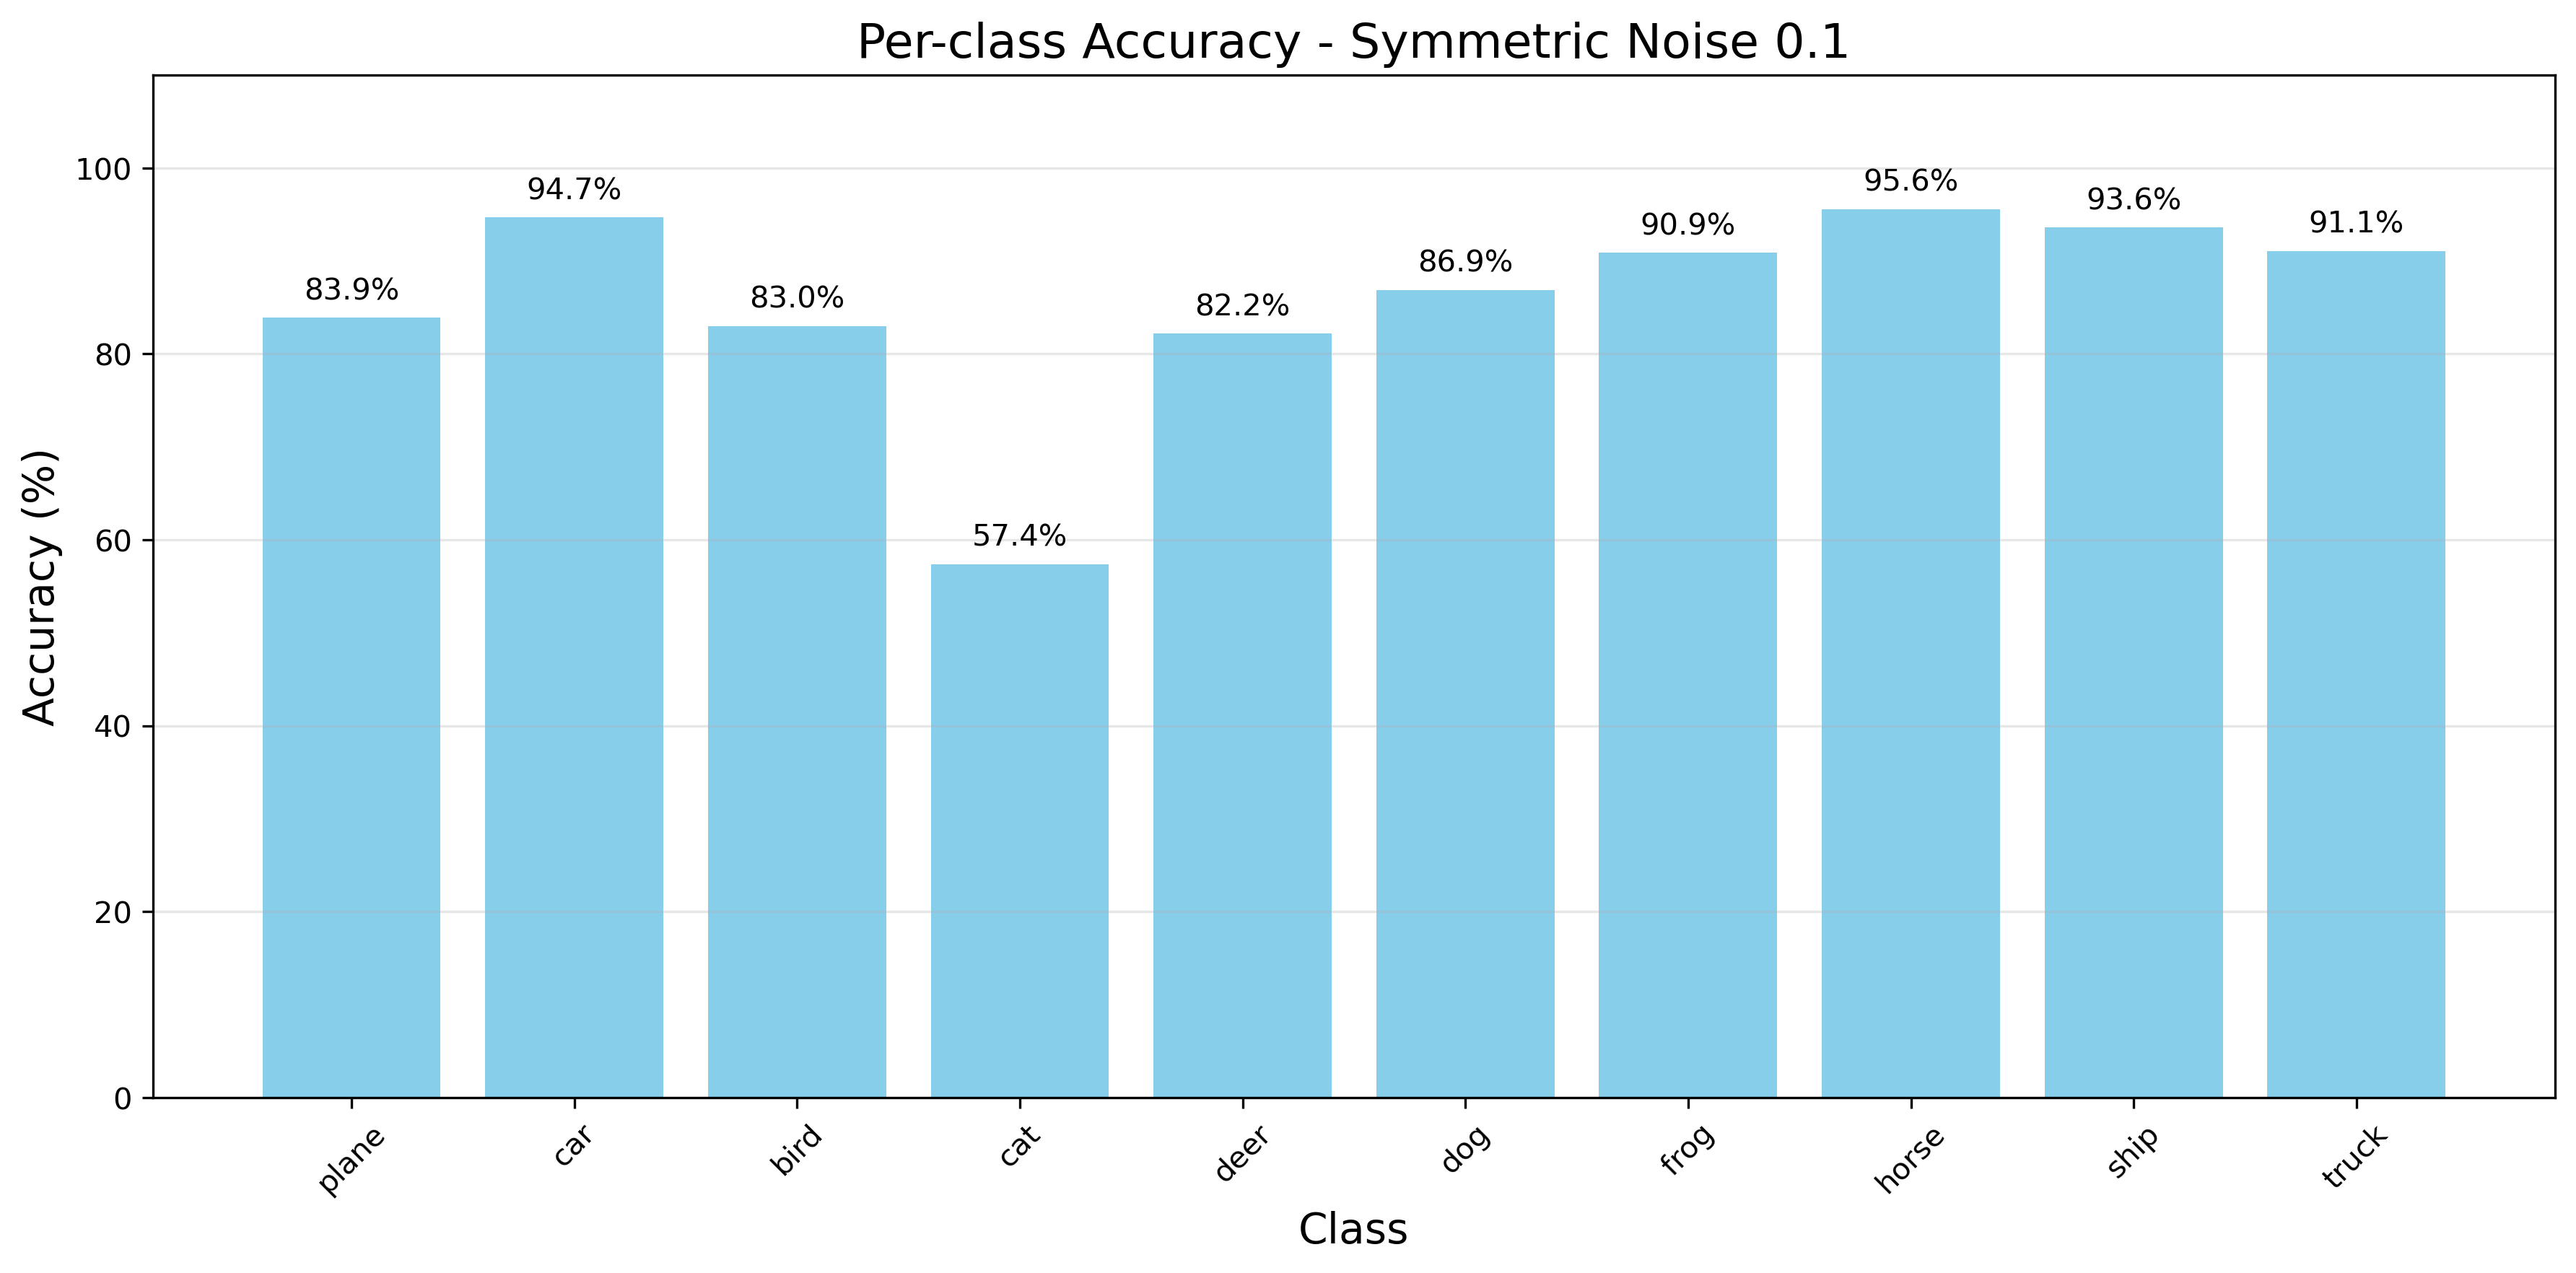 Per-class Accuracy - Symmetric Noise 0.1
Accuracy (%)
100
80
60
40
20
0
83.9%
94.7%
83.0%
57.4%
82.2%
86.9%
90.9%
95.6%
93.6%
91.1%
plane
car
bird
cat
deer
dog
frog
horse
ship
truck
Class